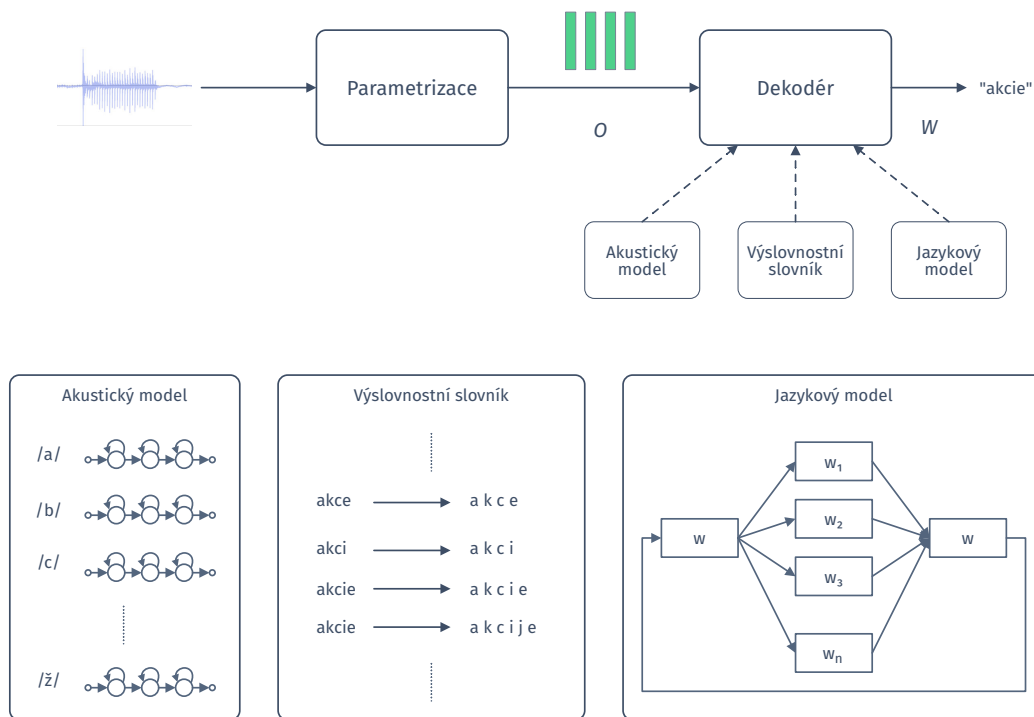 Parametrizace
Dekodér
"akcie"
O
W
Akustický
model
Výslovnostní
slovník
Jazykový
model
Akustický model
/a/
/b/
/c/
/ž/
Výslovnostní slovník
akce a k c e
akci a k c i
akcie a k c i e
akcie a k c i j e
Jazykový model
w₁
w₂
w w
w₃
wₙ